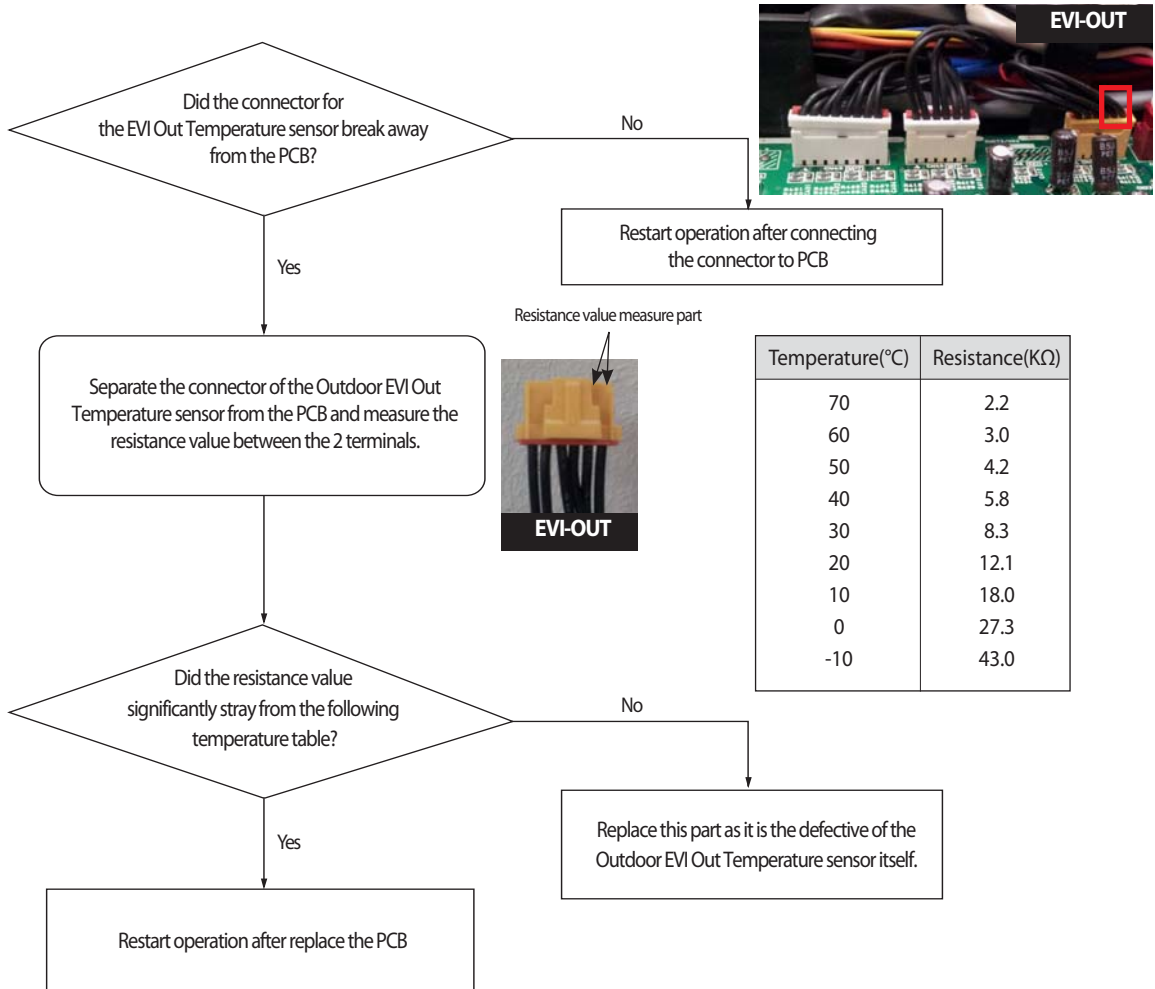 EVI-OUT
Did the connector for
the EVI Out Temperature sensor break away
from the PCB?
No
Restart operation after connecting
the connector to PCB
Yes
Resistance value measure part
Separate the connector of the Outdoor EVI Out
Temperature sensor from the PCB and measure the
resistance value between the 2 terminals.
EVI-OUT
Temperature(°C) Resistance(KΩ)
70 2.2
60 3.0
50 4.2
40 5.8
30 8.3
20 12.1
10 18.0
0 27.3
-10 43.0
Did the resistance value
significantly stray from the following
temperature table?
No
Replace this part as it is the defective of the
Outdoor EVI Out Temperature sensor itself.
Yes
Restart operation after replace the PCB